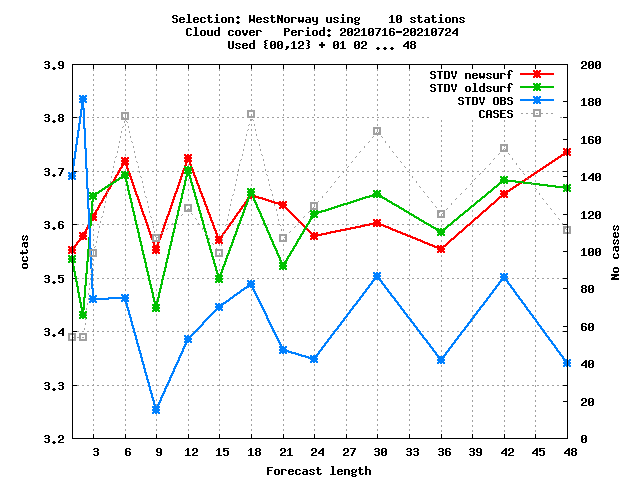 Selection: WestNorway using    10 stations
Cloud cover   Period: 20210716-20210724
Used {00,12} + 01 02 ... 48
STDV newsurf
STDV oldsurf
STDV OBS
CASES
3.9
3.8
3.7
3.6
3.5
3.4
3.3
3.2
octas
200
180
160
140
120
100
80
60
40
20
0
No cases
3 6 9 12 15 18 21 24 27 30 33 36 39 42 45 48
Forecast length